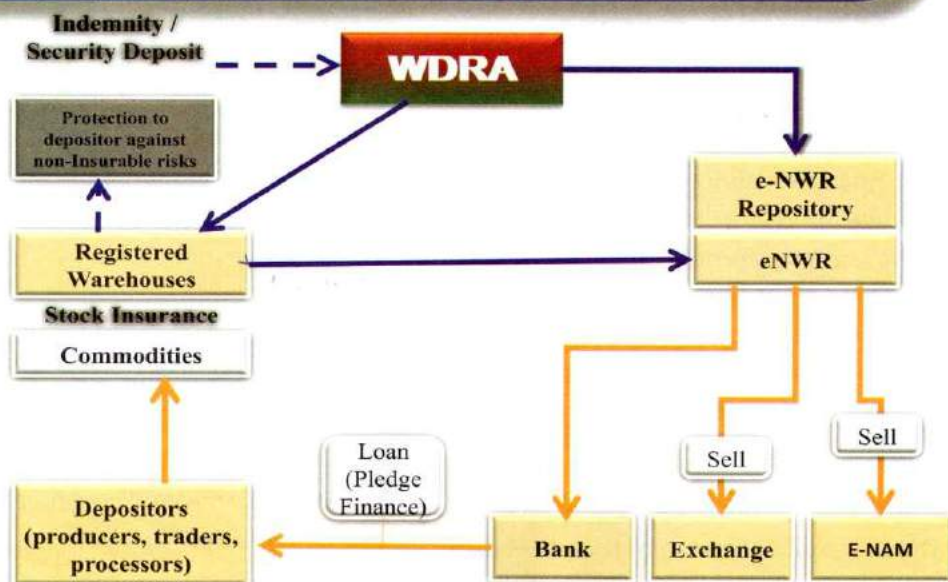 Indemnity /
Security Deposit
WDRA
Protection to
depositor against
non-Insurable risks
e-NWR
Repository
Registered
Warehouses
eNWR
Stock Insurance
Commodities
Loan
(Pledge
Finance)
Sell
Sell
Depositors
(producers, traders,
processors)
Bank
Exchange
E-NAM